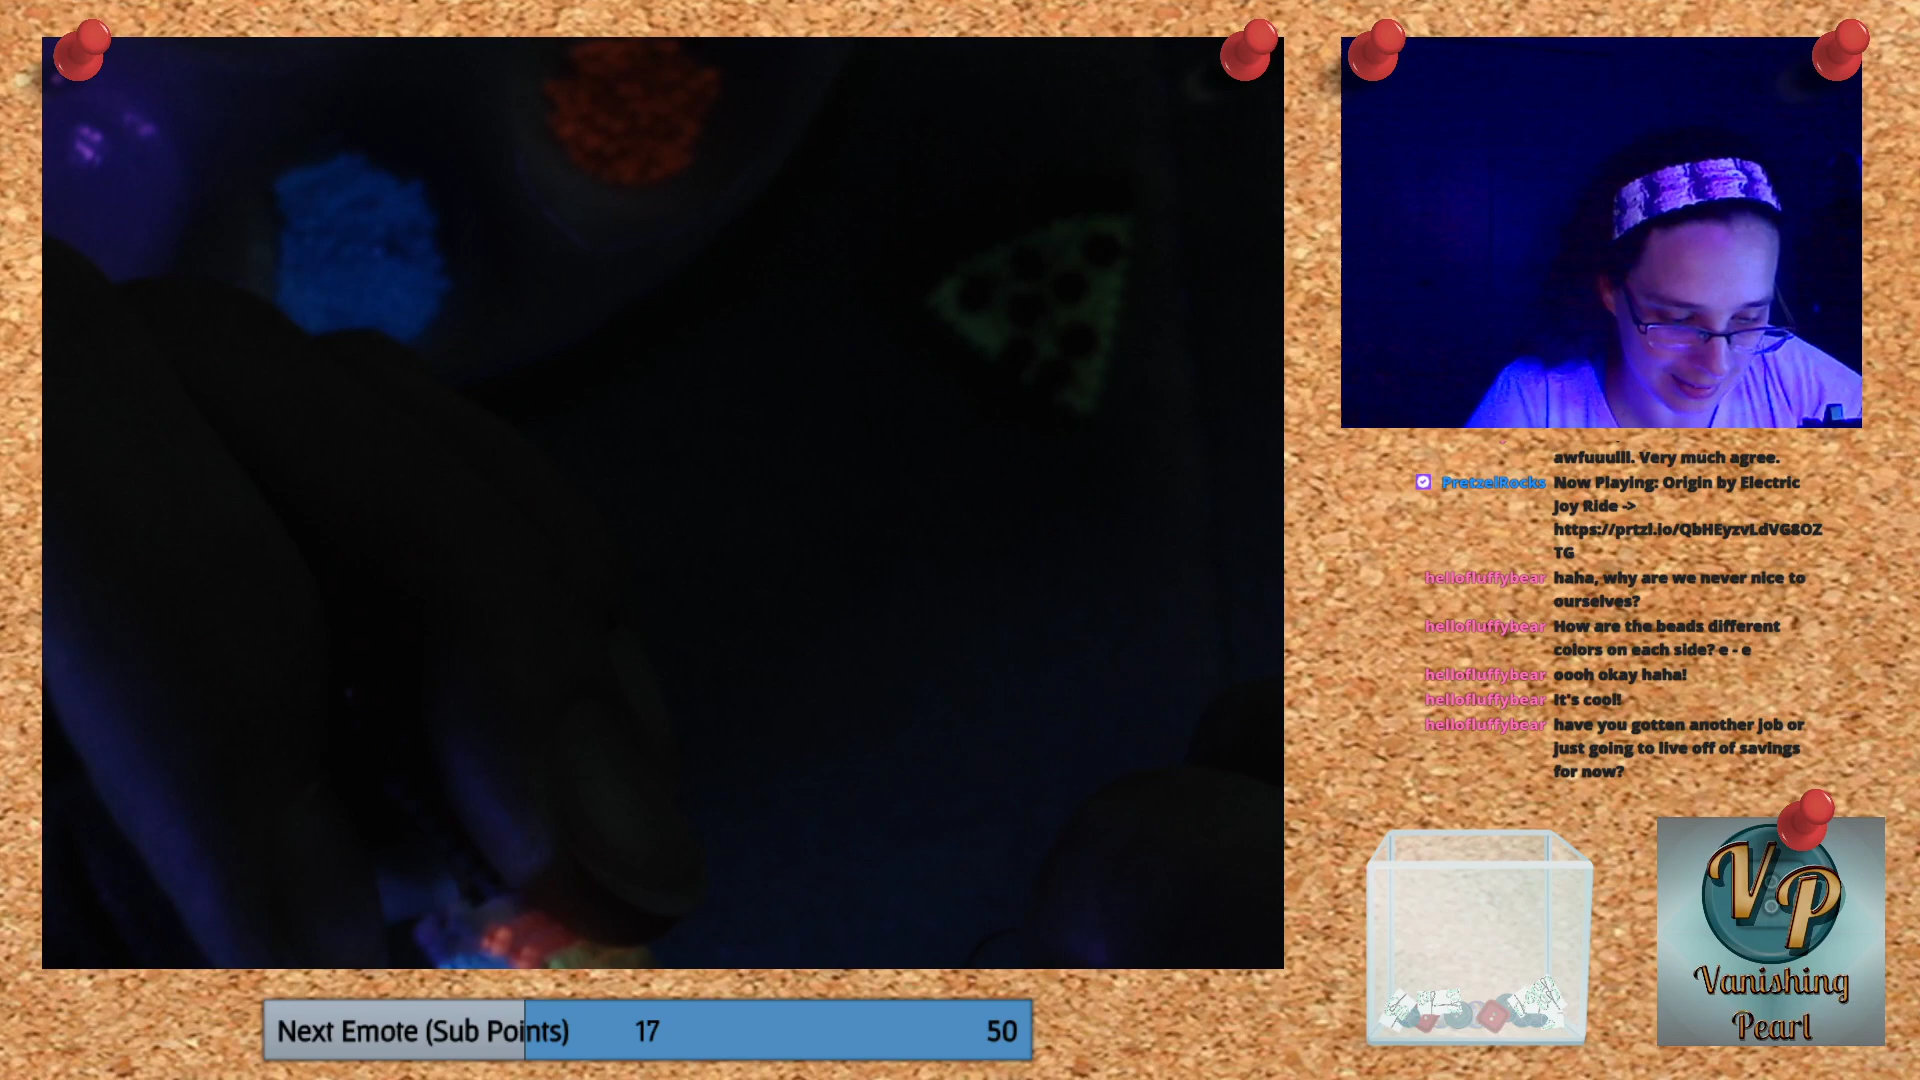 awfuuulll. Very much agree.
PretzelRocks Now Playing: Origin by Electric
Joy Ride ->
https://prtzl.io/QbHEyzvLdVG8OZ
TG
hellofluffybear haha, why are we never nice to
ourselves?
hellofluffybear How are the beads different
colors on each side? e - e
hellofluffybear oooh okay haha!
hellofluffybear It's cool!
hellofluffybear have you gotten another job or
just going to live off of savings
for now?
VP
Vanishing
Pearl
Next Emote (Sub Points) 17 50